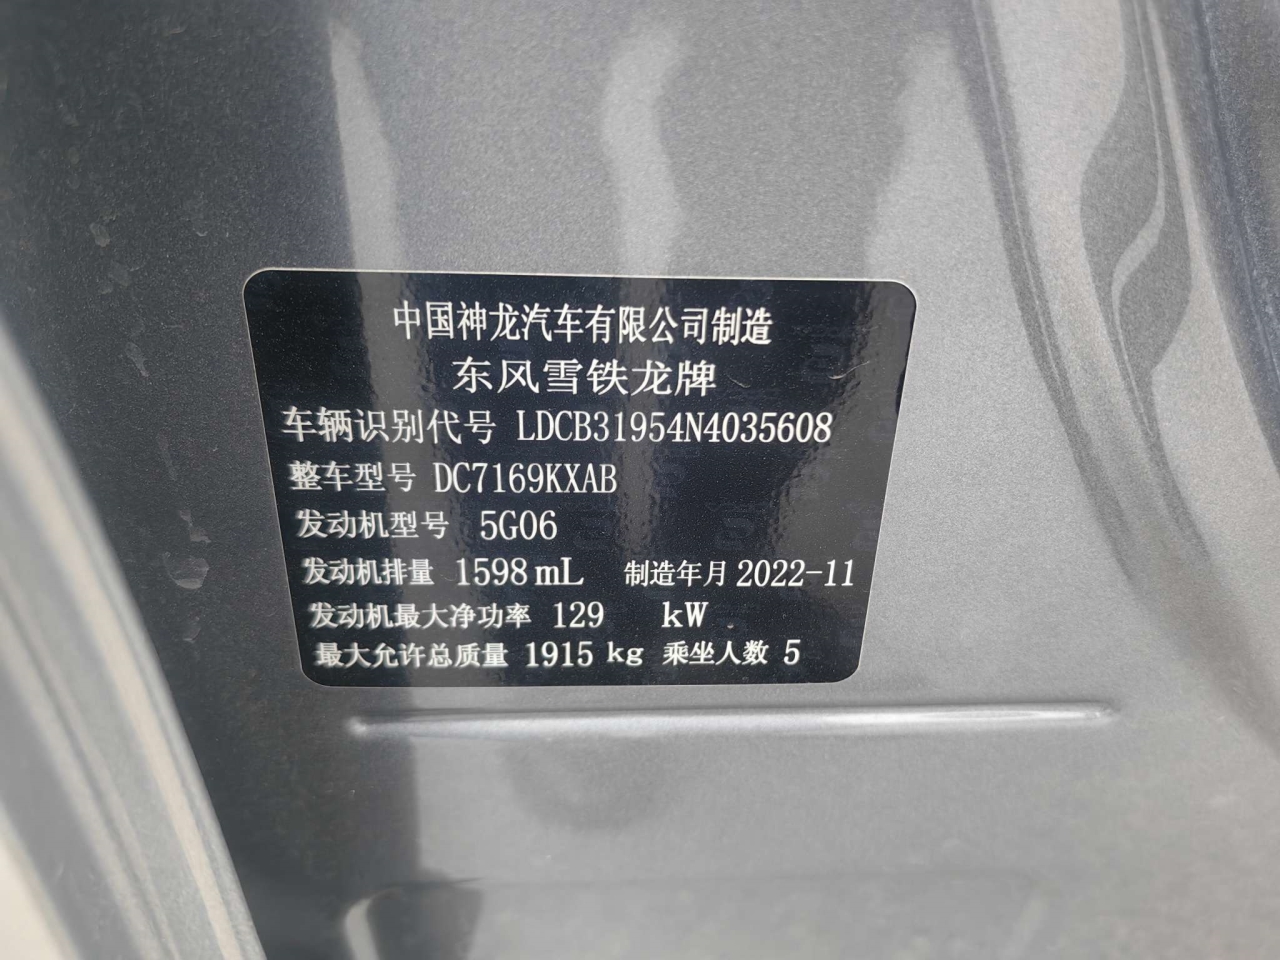 中国神龙汽车有限公司制造
东风雪铁龙牌
车辆识别代号 LDCB31954N4035608
整车型号 DC7169KXAB
发动机型号 5G06
发动机排量 1598 mL 制造年月 2022-11
发动机最大净功率 129 kW
最大允许总质量 1915 kg 乘坐人数 5